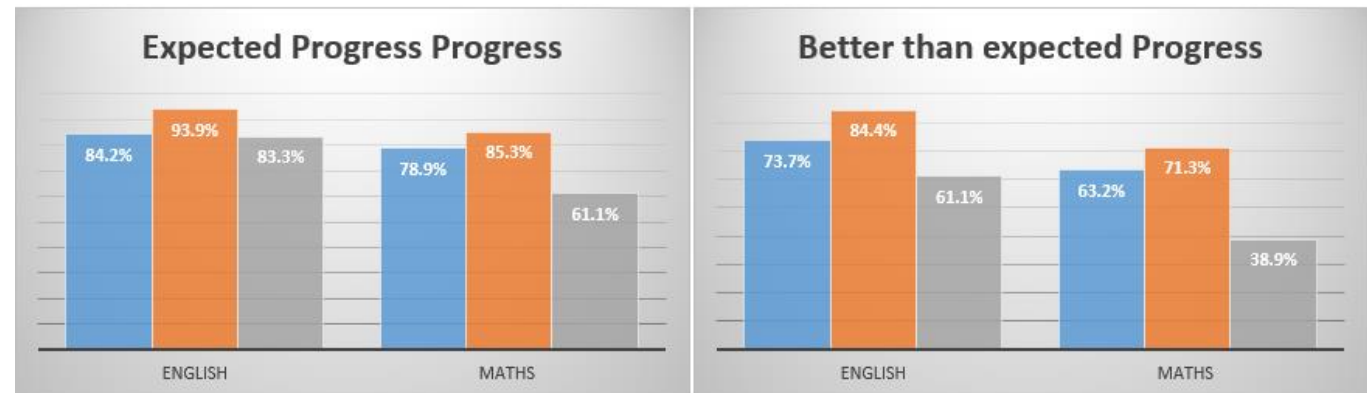 Expected Progress Progress
93.9%
84.2%
83.3%
85.3%
78.9%
61.1%
ENGLISH
MATHS
Better than expected Progress
84.4%
73.7%
61.1%
71.3%
63.2%
38.9%
ENGLISH
MATHS